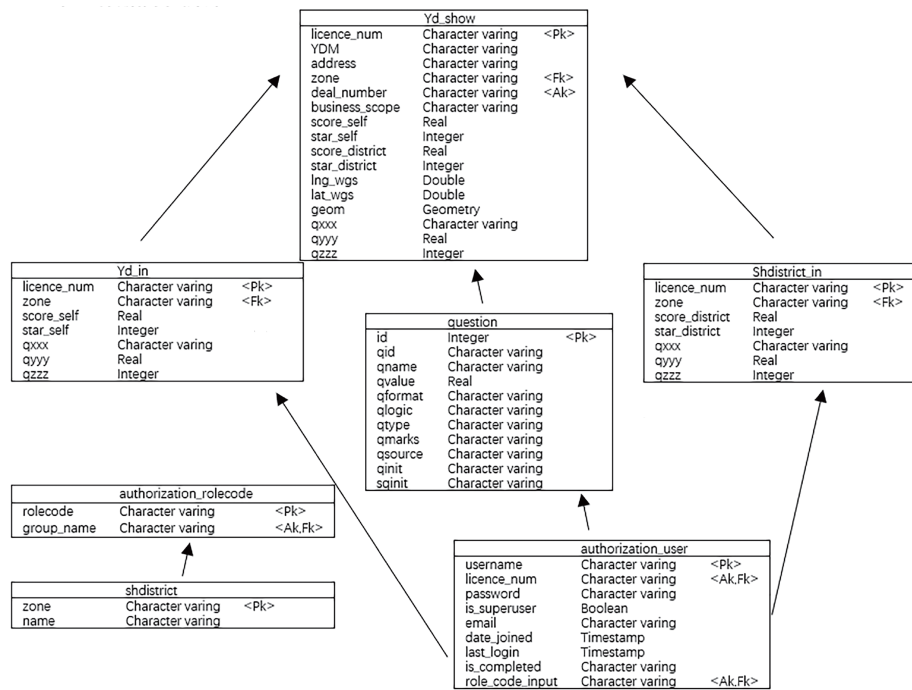 Yd_show
licence_num Character varing <Pk>
YDM Character varing
address Character varing
zone Character varing <Fk>
deal_number Character varing <Ak>
business_scope Character varing
score_self Real
star_self Integer
score_district Real
star_district Integer
lng_wgs Double
lat_wgs Double
geom Geometry
qxxx Character varing
qyyy Real
qzzz Integer
Yd_in
licence_num Character varing <Pk>
zone Character varing <Fk>
score_self Real
star_self Integer
qxxx Character varing
qyyy Real
qzzz Integer
Shdistrict_in
licence_num Character varing <Pk>
zone Character varing <Fk>
score_district Real
star_district Integer
qxxx Character varing
qyyy Real
qzzz Integer
question
id Integer <Pk>
qid Character varing
qname Character varing
qvalue Real
qformat Character varing
qlogic Character varing
qtype Character varing
qmarks Character varing
qsource Character varing
qinit Character varing
sqinit Character varing
authorization_rolecode
rolecode Character varing <Pk>
group_name Character varing <Ak,Fk>
shdistrict
zone Character varing <Pk>
name Character varing
authorization_user
username Character varing <Pk>
licence_num Character varing <Ak,Fk>
password Character varing
is_superuser Boolean
email Character varing
date_joined Timestamp
last_login Timestamp
is_completed Character varing
role_code_input Character varing <Ak,Fk>